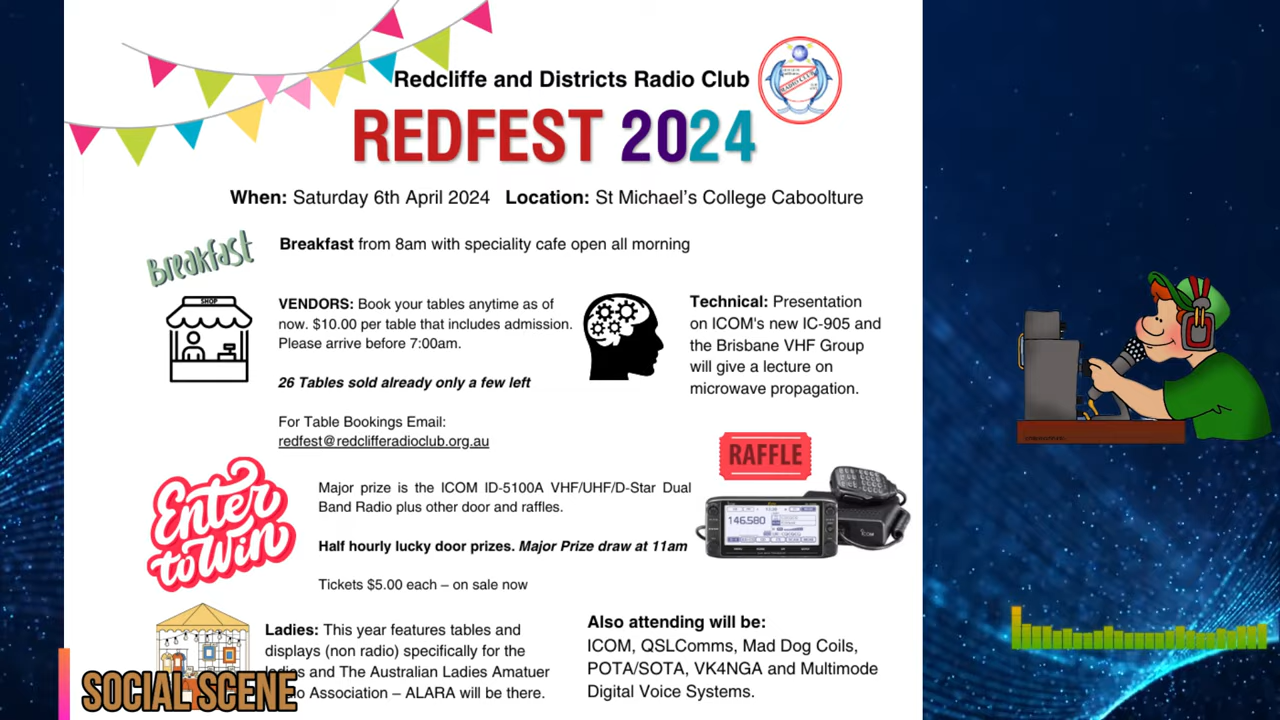 Redcliffe and Districts Radio Club
REDFEST 2024
When: Saturday 6th April 2024 Location: St Michael's College Caboolture
Breakfast
Breakfast from 8am with speciality cafe open all morning
SHOP
VENDORS: Book your tables anytime as of
now. $10.00 per table that includes admission.
Please arrive before 7:00am.
26 Tables sold already only a few left
For Table Bookings Email:
redfest@redclifferadioclub.org.au
Technical: Presentation
on ICOM's new IC-905 and
the Brisbane VHF Group
will give a lecture on
microwave propagation.
RAFFLE
146.580
ICOM
Enter
to Win
Major prize is the ICOM ID-5100A VHF/UHF/D-Star Dual
Band Radio plus other door and raffles.
Half hourly lucky door prizes. Major Prize draw at 11am
Tickets $5.00 each – on sale now
Ladies: This year features tables and
displays (non radio) specifically for the
and The Australian Ladies Amateur
Association – ALARA will be there.
Also attending will be:
ICOM, QSLComms, Mad Dog Coils,
POTA/SOTA, VK4NGA and Multimode
Digital Voice Systems.
SOCIAL SCENE